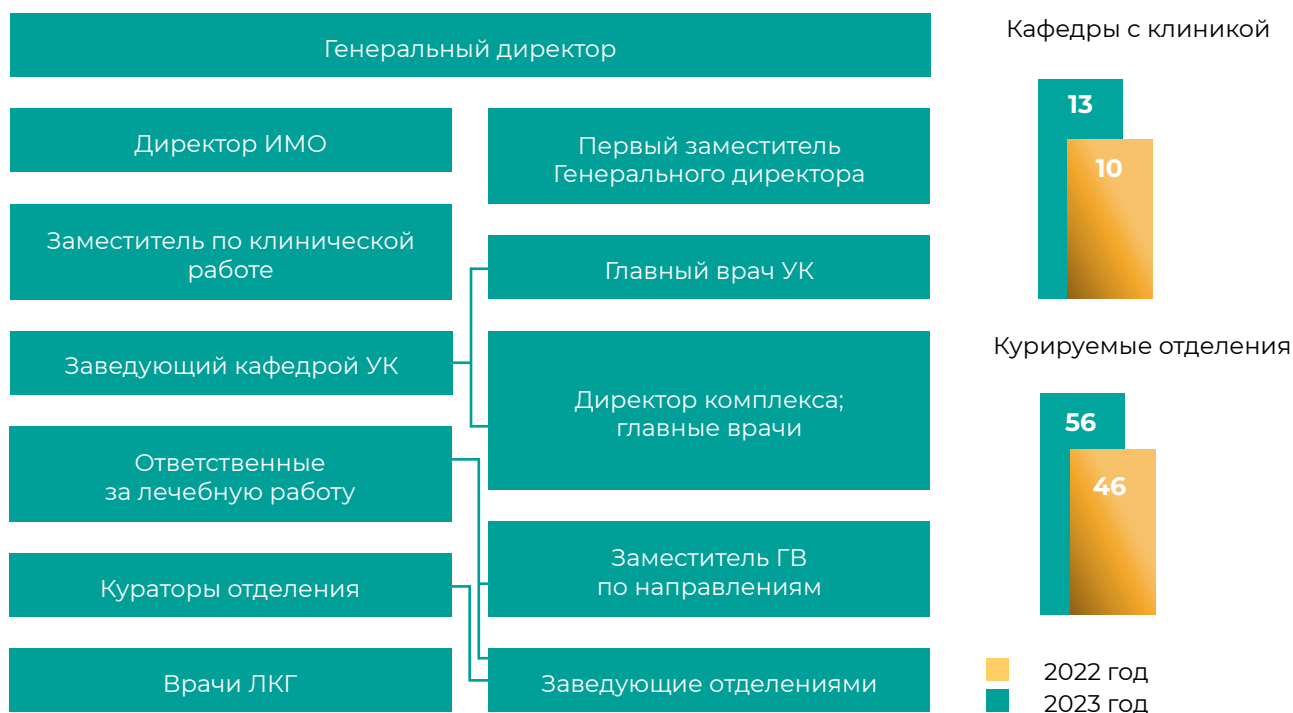 Генеральный директор
Директор ИМО
Первый заместитель
Генерального директора
Заместитель по клинической
работе
Главный врач УК
Заведующий кафедрой УК
Директор комплекса;
главные врачи
Ответственные
за лечебную работу
Заместитель ГВ
по направлениям
Кураторы отделения
Врачи ЛКГ
Заведующие отделениями
Кафедры с клиникой
13
10
Курируемые отделения
56
46
2022 год
2023 год